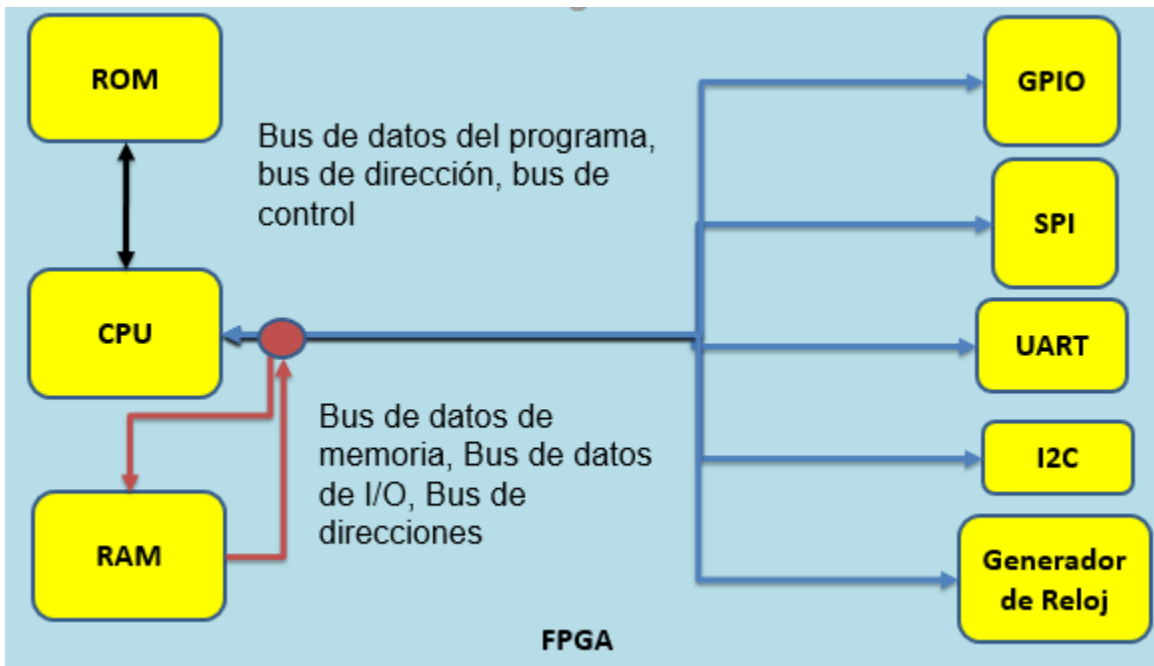 ROM
Bus de datos del programa,
bus de dirección, bus de
control
CPU
Bus de datos de
memoria, Bus de datos
de I/O, Bus de
direcciones
RAM
GPIO
SPI
UART
I2C
Generador
de Reloj
FPGA